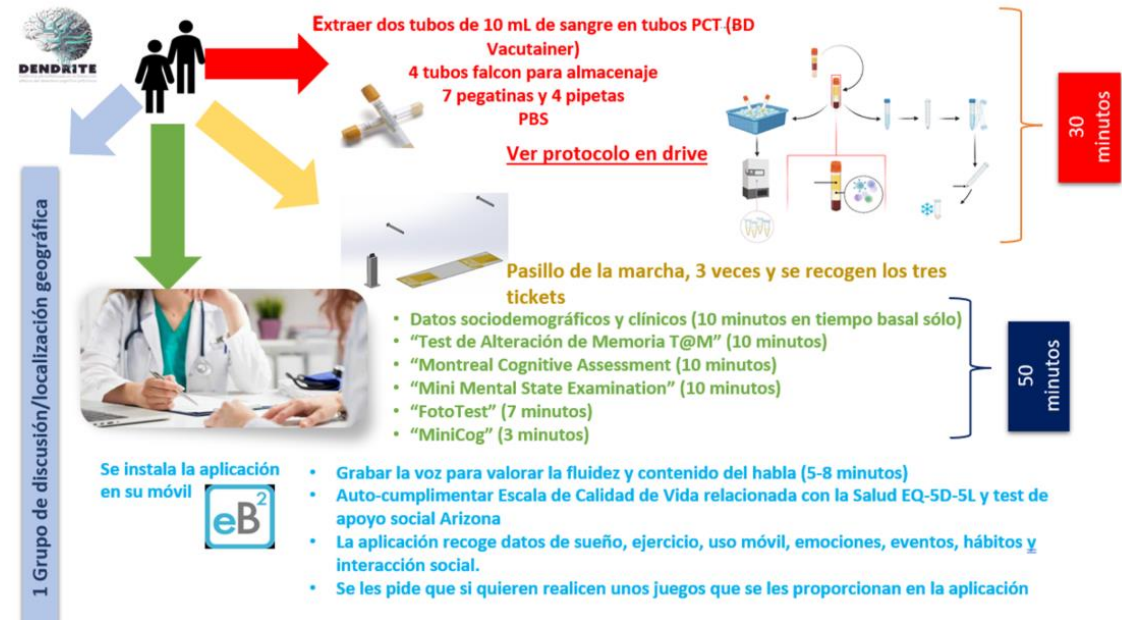 DENDRITE
Extraer dos tubos de 10 mL de sangre en tubos PCT (BD
Vacutainer)
4 tubos falcon para almacenaje
7 pegatinas y 4 pipetas
PBS
Ver protocolo en drive
30
minutos
1 Grupo de discusión/localización geográfica
Pasillo de la marcha, 3 veces y se recogen los tres
tickets
• Datos sociodemográficos y clínicos (10 minutos en tiempo basal sólo)
• “Test de Alteración de Memoria T@M” (10 minutos)
• “Montreal Cognitive Assessment (10 minutos)
• “Mini Mental State Examination” (10 minutos)
• “FotoTest” (7 minutos)
• “MiniCog” (3 minutos)
50
minutos
Se instala la aplicación
en su móvil
eB²
• Grabar la voz para valorar la fluidez y contenido del habla (5-8 minutos)
• Auto-cumplimentar Escala de Calidad de Vida relacionada con la Salud EQ-5D-5L y test de
apoyo social Arizona
• La aplicación recoge datos de sueño, ejercicio, uso móvil, emociones, eventos, hábitos y
interacción social.
• Se les pide que si quieren realicen unos juegos que se les proporcionan en la aplicación